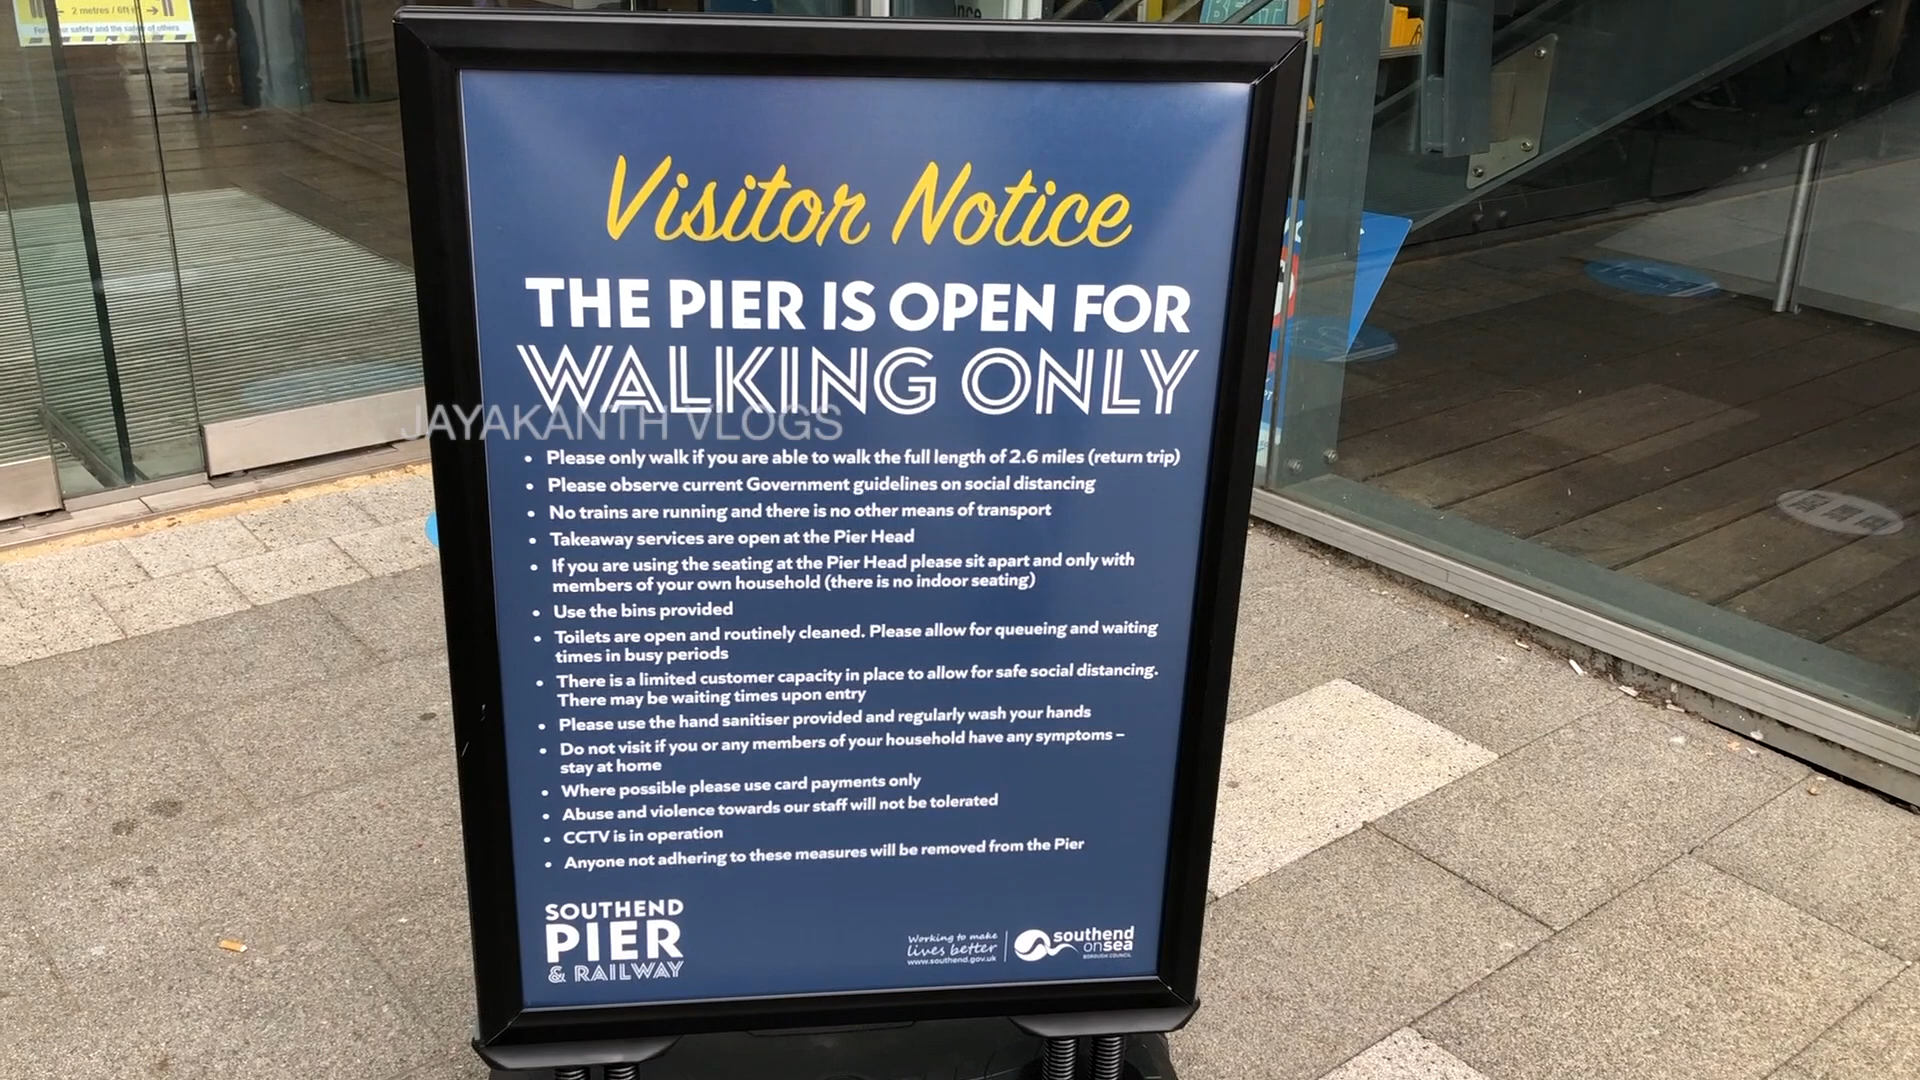 2 metres / 6ft
Visitor Notice
THE PIER IS OPEN FOR
WALKING ONLY
JAYAKANTH VLOGS
• Please only walk if you are able to walk the full length of 2.6 miles (return trip)
• Please observe current Government guidelines on social distancing
• No trains are running and there is no other means of transport
• Takeaway services are open at the Pier Head
• If you are using the seating at the Pier Head please sit apart and only with
members of your own household (there is no indoor seating)
• Use the bins provided
• Toilets are open and routinely cleaned. Please allow for queueing and waiting
times in busy periods
• There is a limited customer capacity in place to allow for safe social distancing.
There may be waiting times upon entry
• Please use the hand sanitiser provided and regularly wash your hands
• Do not visit if you or any members of your household have any symptoms –
stay at home
• Where possible please use card payments only
• Abuse and violence towards our staff will not be tolerated
• CCTV is in operation
• Anyone not adhering to these measures will be removed from the Pier
SOUTHEND
PIER
& RAILWAY
Working to make
lives better
www.southend.gov.uk
southend
onsea
BOROUGH COUNCIL